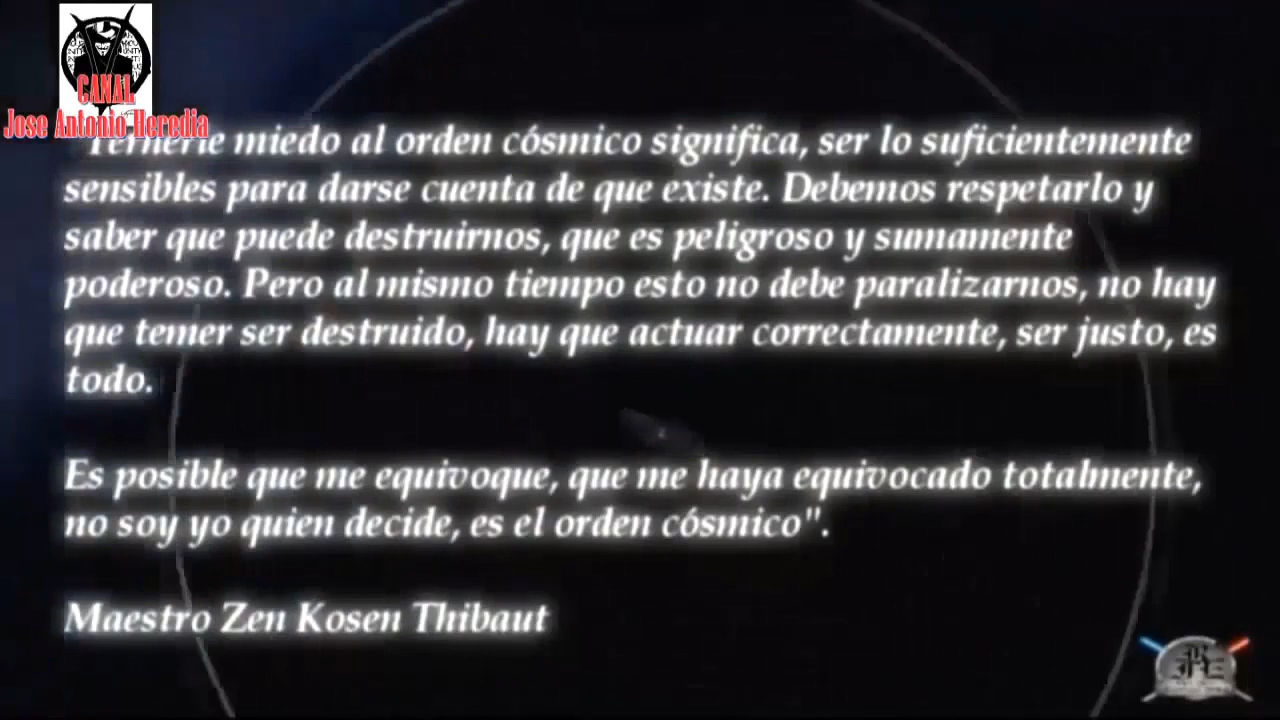 CANAL
Jose Antonio Heredia
miedo al orden cósmico significa, ser lo suficientemente
sensibles para darse cuenta de que existe. Debemos respetarlo y
saber que puede destruirnos, que es peligroso y sumamente
poderoso. Pero al mismo tiempo esto no debe paralizarnos, no hay
que temer ser destruido, hay que actuar correctamente, ser justo, es
todo.
Es posible que me equivoque, que me haya equivocado totalmente,
no soy yo quien decide, es el orden cósmico".
Maestro Zen Kosen Thibaut